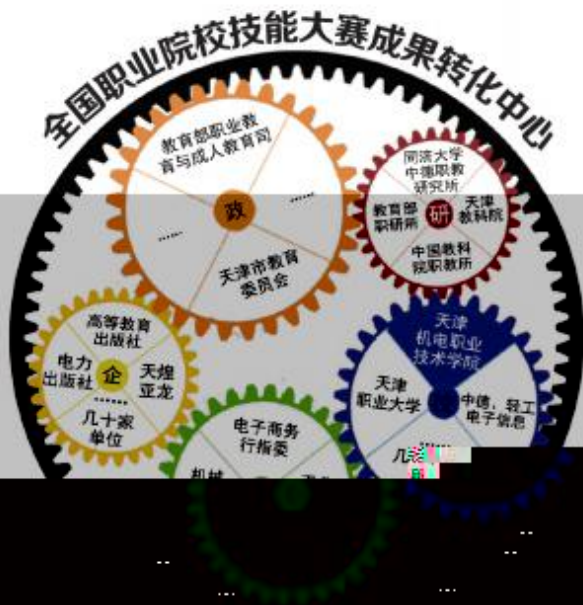 全国职业院校技能大赛成果转化中心
教育部职业教
育与成人教育司
政
……
……
天津市教育
委员会
同济大学
中德职教
研究所
教育部
职研所
研
天津
教科院
中国教科
院职教所
高等教育
出版社
电力
出版社
企
天煌
亚龙
……
几十家
单位
天津
机电职业
技术学院
天津
职业大学
中德、轻工
电子信息
……
电子商务
行指委
机械